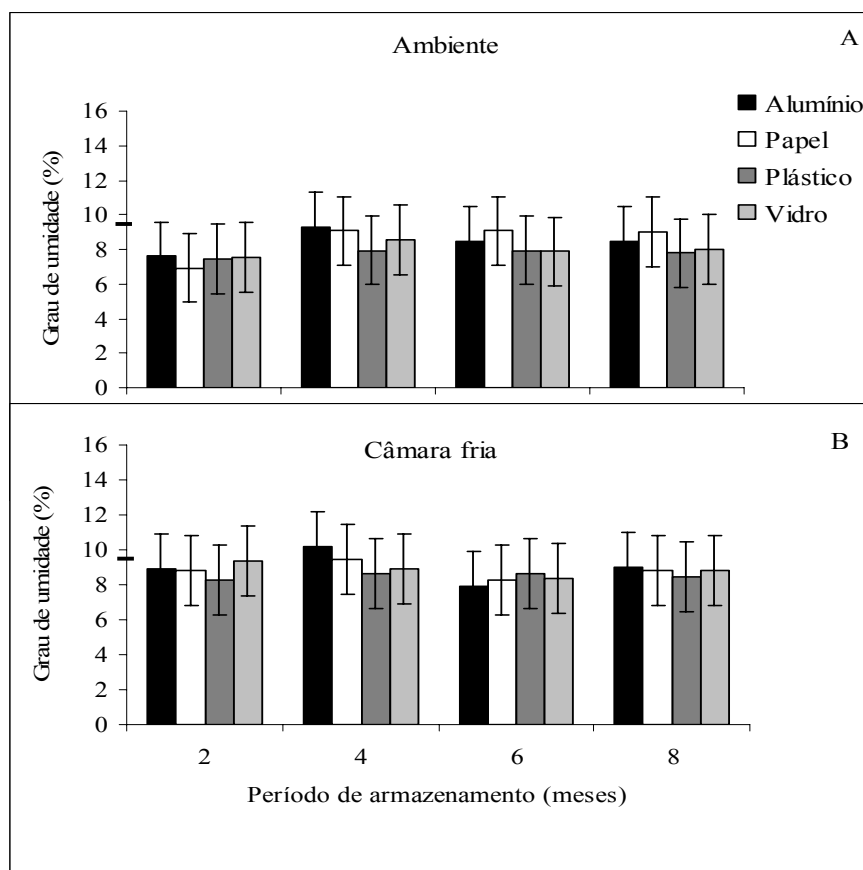 A
Ambiente
Alumínio
Papel
Plástico
Vidro
Grau de umidade (%)
16
14
12
10
8
6
4
2
0
B
Câmara fria
Grau de umidade (%)
16
14
12
10
8
6
4
2
0
2 4 6 8
Período de armazenamento (meses)